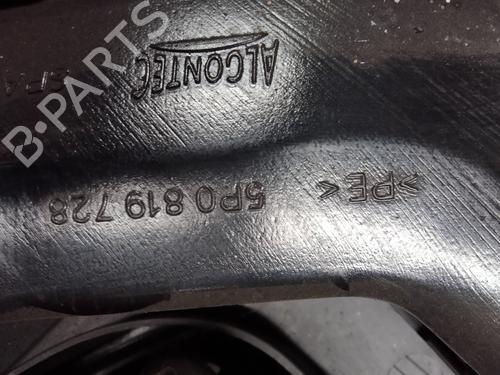 >PE<
5P0 819 728
ALCONTEC
B-PARTS